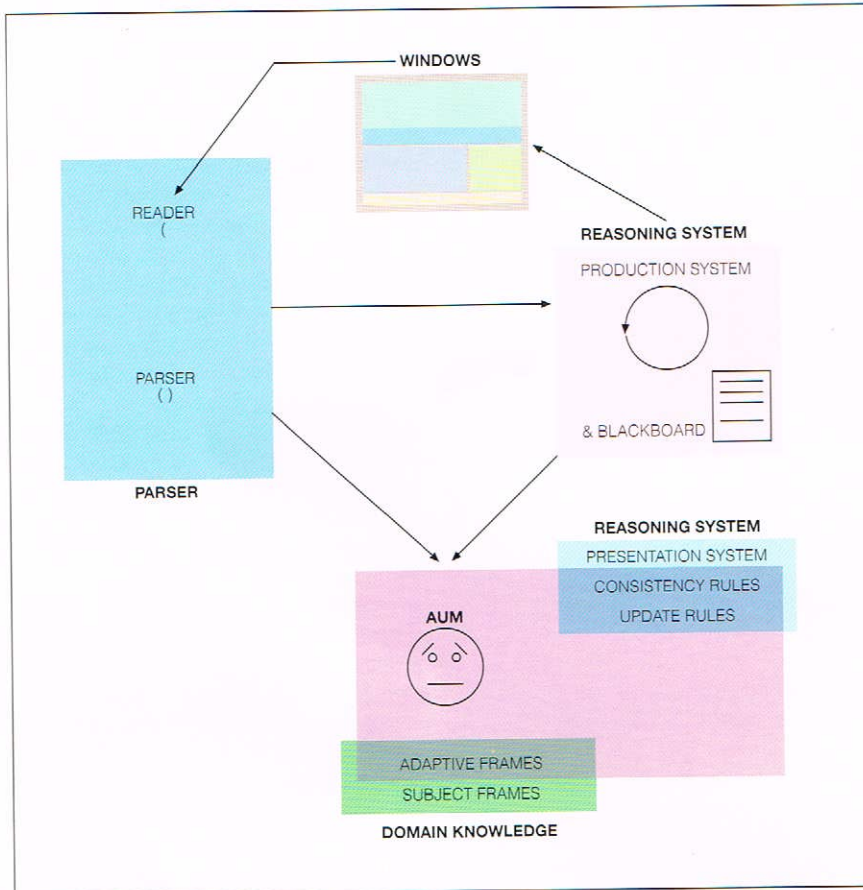 WINDOWS
READER
(
REASONING SYSTEM
PRODUCTION SYSTEM
PARSER
( )
& BLACKBOARD
PARSER
REASONING SYSTEM
PRESENTATION SYSTEM
CONSISTENCY RULES
UPDATE RULES
AUM
ADAPTIVE FRAMES
SUBJECT FRAMES
DOMAIN KNOWLEDGE